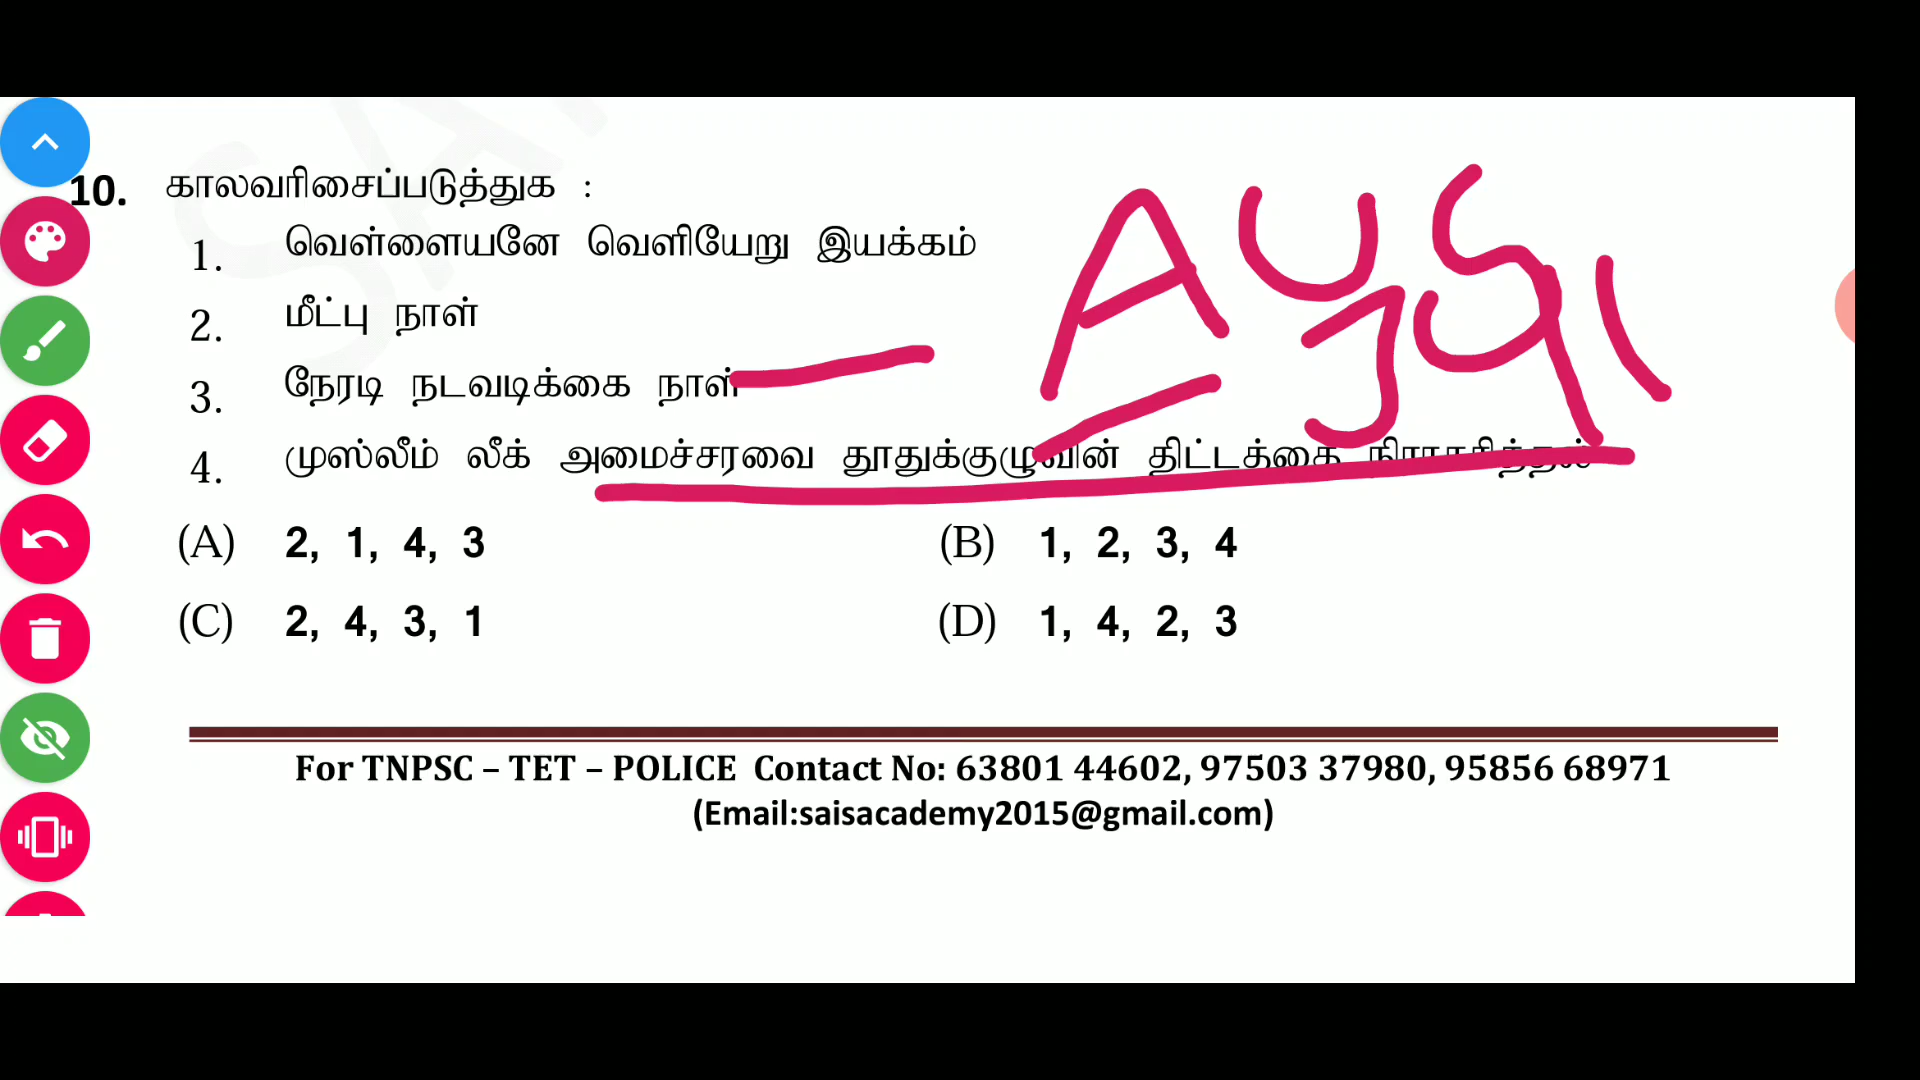 10. காலவரிசைப்படுத்துக :
1. வெள்ளையனே வெளியேறு இயக்கம்
2. மீட்பு நாள்
3. நேரடி நடவடிக்கை நாள்
4. முஸ்லீம் லீக் அமைச்சரவை தூதுக்குழுவின் திட்டத்தை நிராகரித்தல்
(A) 2, 1, 4, 3
(B) 1, 2, 3, 4
(C) 2, 4, 3, 1
(D) 1, 4, 2, 3
For TNPSC – TET – POLICE Contact No: 63801 44602, 97503 37980, 95856 68971
(Email:saisacademy2015@gmail.com)